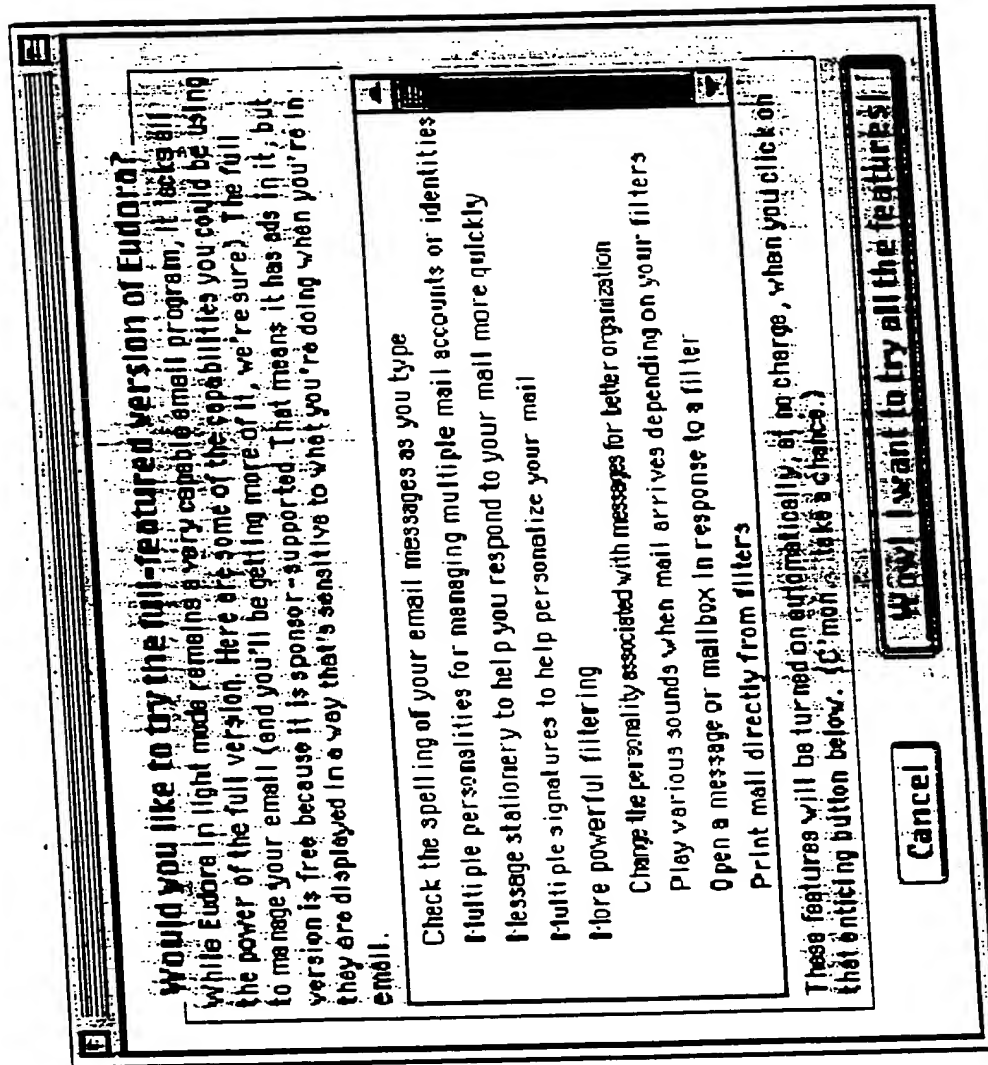 Would you like to try the full-featured version of Eudora?
While Eudora in light mode remains a very capable email program, it lacks all
the power of the full version. Here are some of the capabilities you could be using
to manage your email (and you'll be getting more of it, we're sure). The full
version is free because it is sponsor-supported. That means it has ads in it, but
they are displayed in a way that's sensitive to what you're doing when you're in
email.
Check the spelling of your email messages as you type
Multiple personalities for managing multiple mail accounts or identities
Message stationery to help you respond to your mail more quickly
Multiple signatures to help personalize your mail
More powerful filtering
Change the personality associated with messages for better organization
Play various sounds when mail arrives depending on your filters
Open a message or mailbox in response to a filter
Print mail directly from filters
These features will be turned on automatically, at no charge, when you click on
that enticing button below. (C'mon, take a chance.)
Cancel
Wow! I want to try all the features!